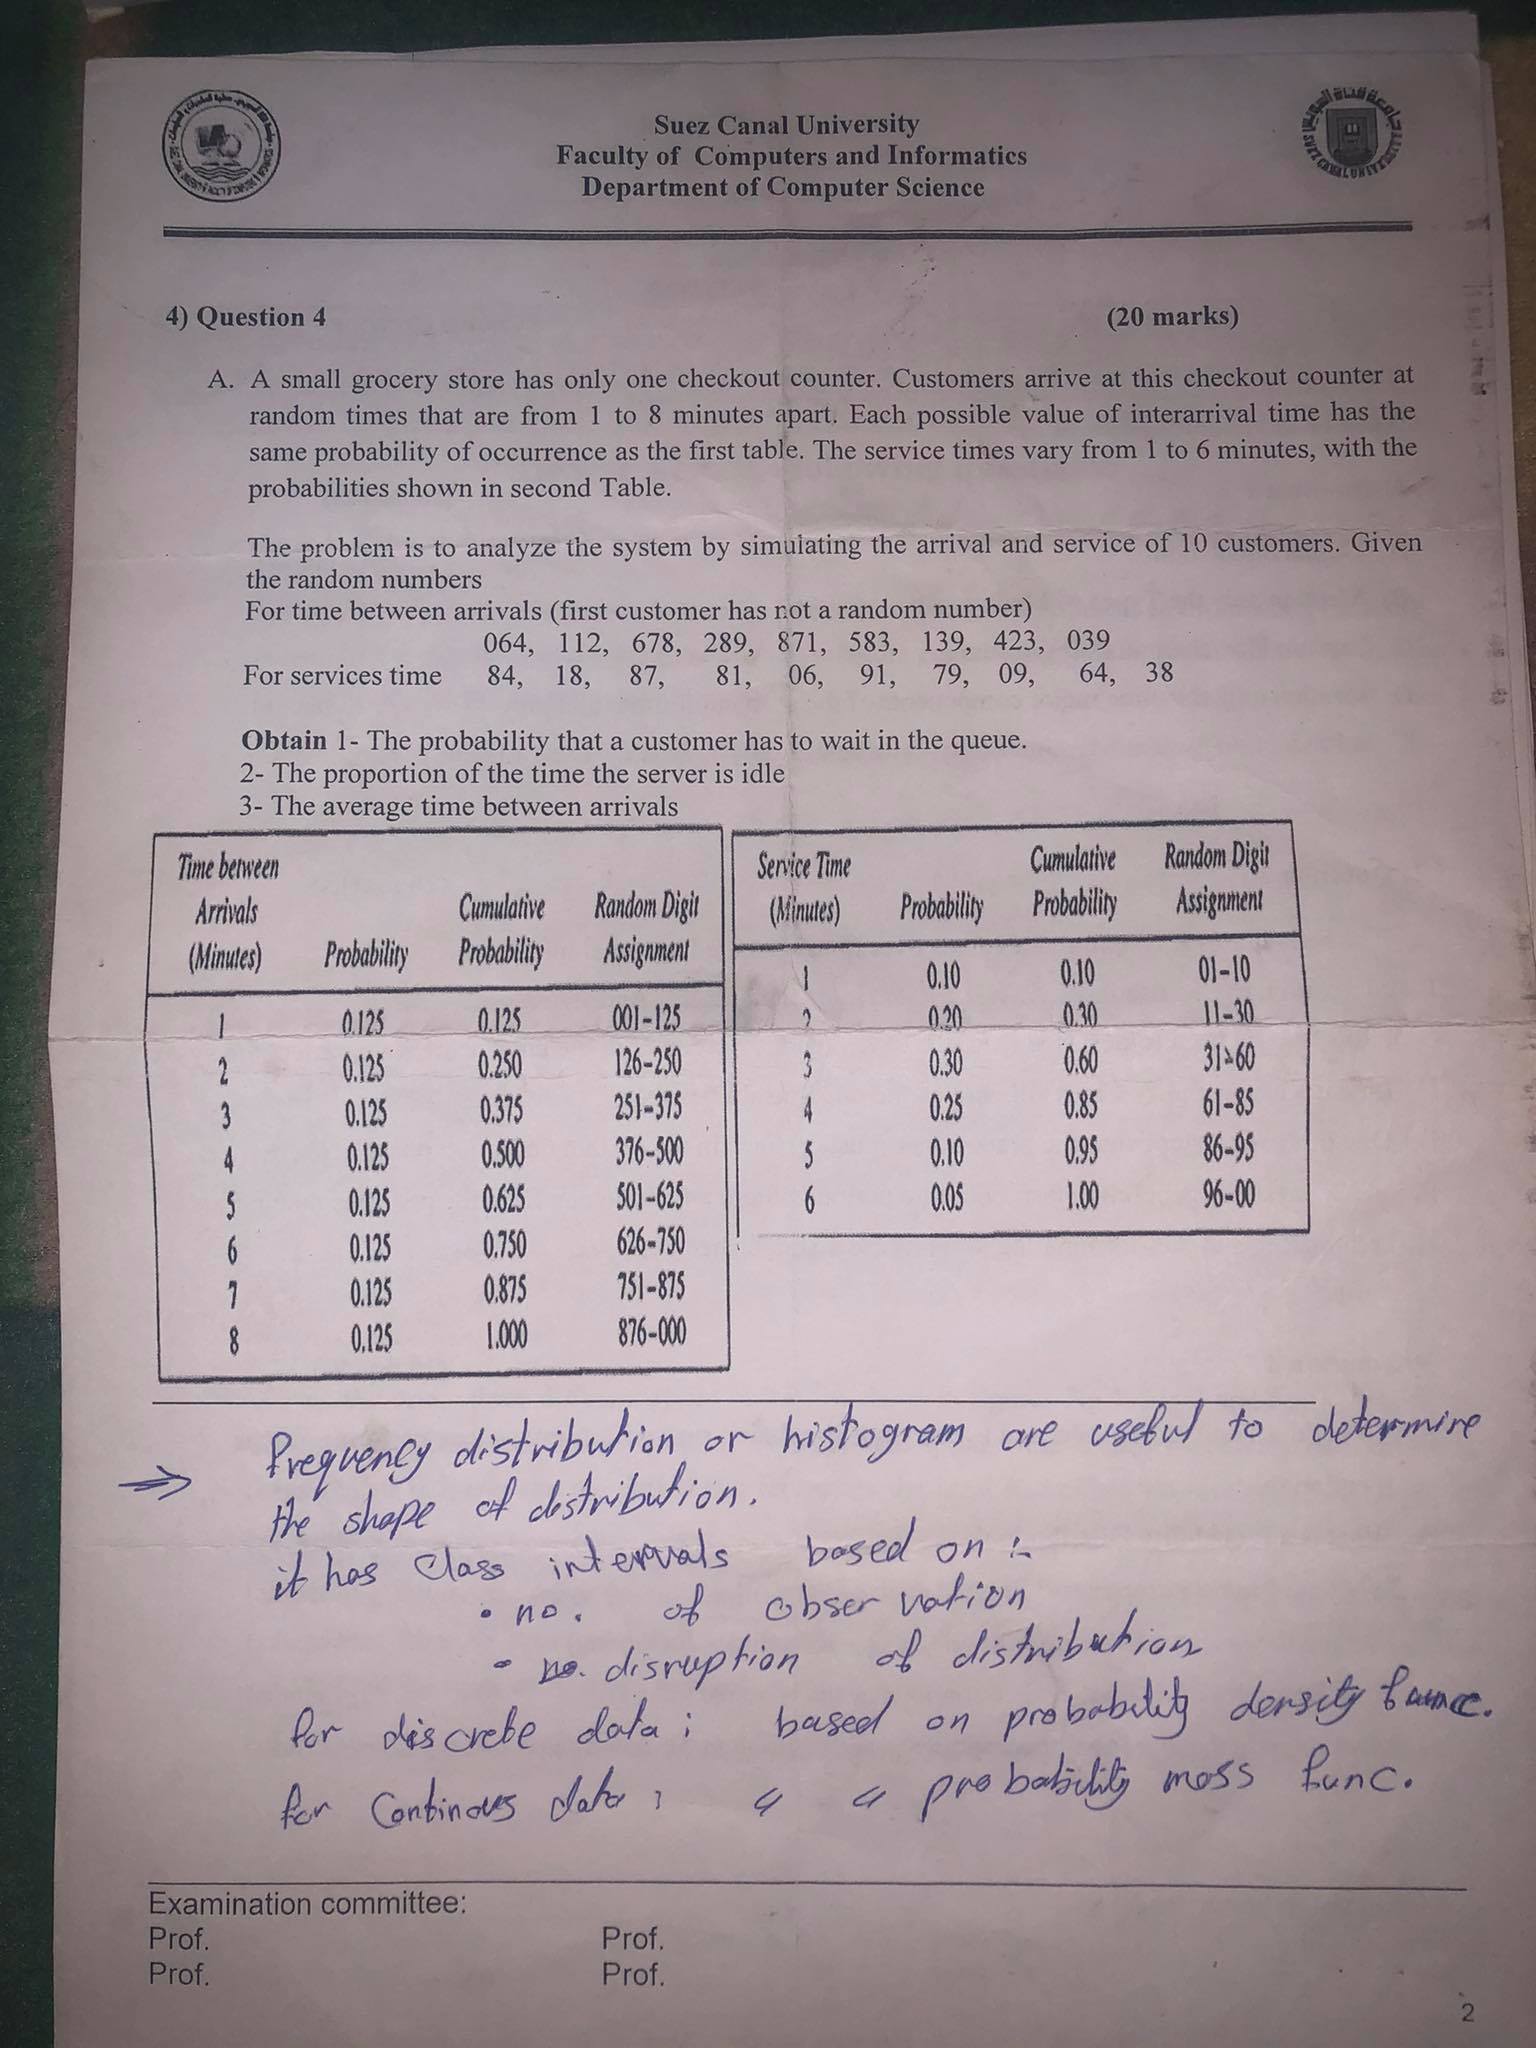 Suez Canal University
Faculty of Computers and Informatics
Department of Computer Science
4) Question 4 (20 marks)
A. A small grocery store has only one checkout counter. Customers arrive at this checkout counter at
random times that are from 1 to 8 minutes apart. Each possible value of interarrival time has the
same probability of occurrence as the first table. The service times vary from 1 to 6 minutes, with the
probabilities shown in second Table.
The problem is to analyze the system by simulating the arrival and service of 10 customers. Given
the random numbers
For time between arrivals (first customer has not a random number)
064, 112, 678, 289, 871, 583, 139, 423, 039
For services time 84, 18, 87, 81, 06, 91, 79, 09, 64, 38
Obtain 1- The probability that a customer has to wait in the queue.
2- The proportion of the time the server is idle
3- The average time between arrivals
Time between
Arrivals Cumulative Random Digit
(Minutes) Probability Probability Assignment
1 0.125 0.125 001-125
2 0.125 0.250 126-250
3 0.125 0.375 251-375
4 0.125 0.500 376-500
5 0.125 0.625 501-625
6 0.125 0.750 626-750
7 0.125 0.875 751-875
8 0.125 1.000 876-000
Service Time Cumulative Random Digit
(Minutes) Probability Probability Assignment
1 0.10 0.10 01-10
2 0.20 0.30 11-30
3 0.30 0.60 31-60
4 0.25 0.85 61-85
5 0.10 0.95 86-95
6 0.05 1.00 96-00
⇒ Frequency distribution or histogram are useful to determire
the shape of distribution.
it has Class intervals based on :-
• no. of observation
• disruption of distribution
for discrete data : based on probability density func.
for Continous data : " " probability mass func.
Examination committee:
Prof. Prof.
Prof. Prof.
2